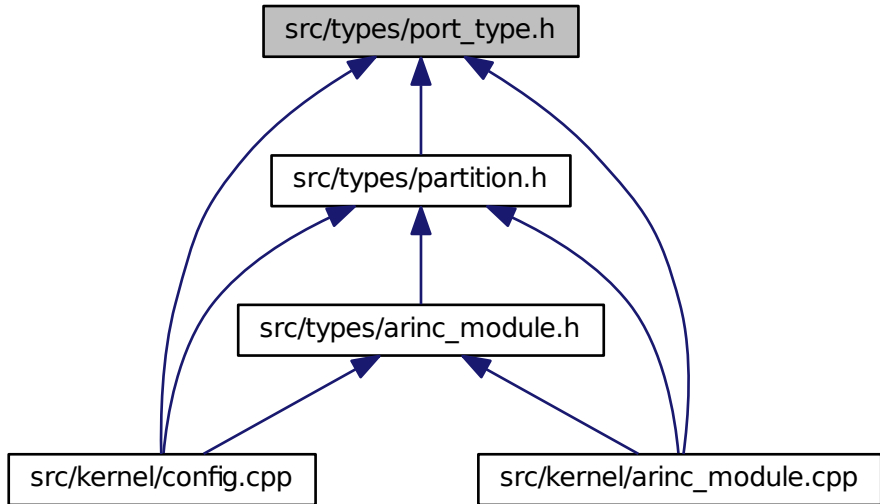 src/types/port_type.h
src/types/partition.h
src/types/arinc_module.h
src/kernel/config.cpp
src/kernel/arinc_module.cpp